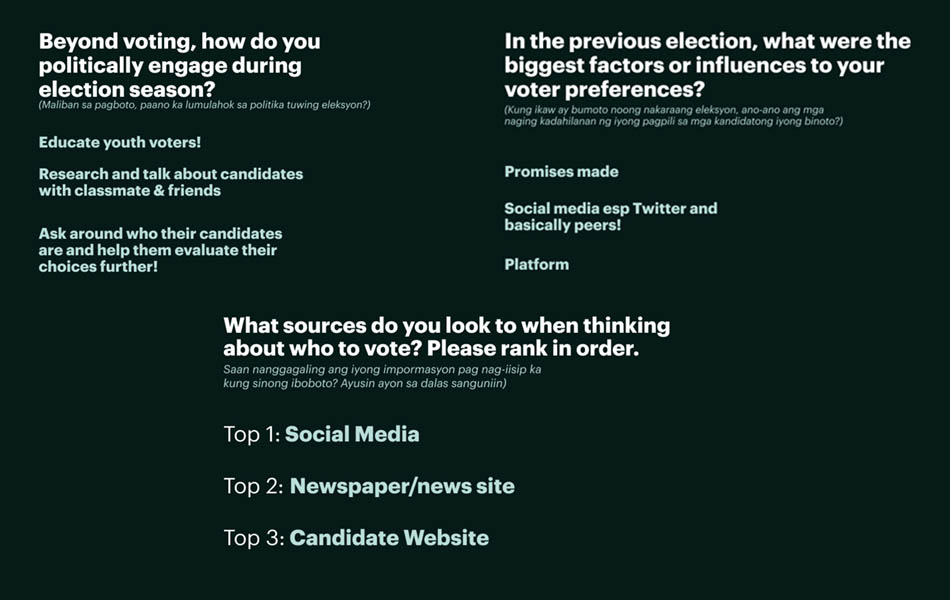 Beyond voting, how do you
politically engage during
election season?
(Maliban sa pagboto, paano ka lumulahok sa politika tuwing eleksyon?)
Educate youth voters!
Research and talk about candidates
with classmate & friends
Ask around who their candidates
are and help them evaluate their
choices further!
In the previous election, what were the
biggest factors or influences to your
voter preferences?
(Kung ikaw ay bumoto noong nakaraang eleksyon, ano-ano ang mga
naging kadahilanan ng iyong pagpili sa mga kandidatong iyong binoto?)
Promises made
Social media esp Twitter and
basically peers!
Platform
What sources do you look to when thinking
about who to vote? Please rank in order.
Saan nanggagaling ang iyong impormasyon pag nag-iisip ka
kung sinong iboboto? Ayusin ayon sa dalas sanguniin)
Top 1: Social Media
Top 2: Newspaper/news site
Top 3: Candidate Website